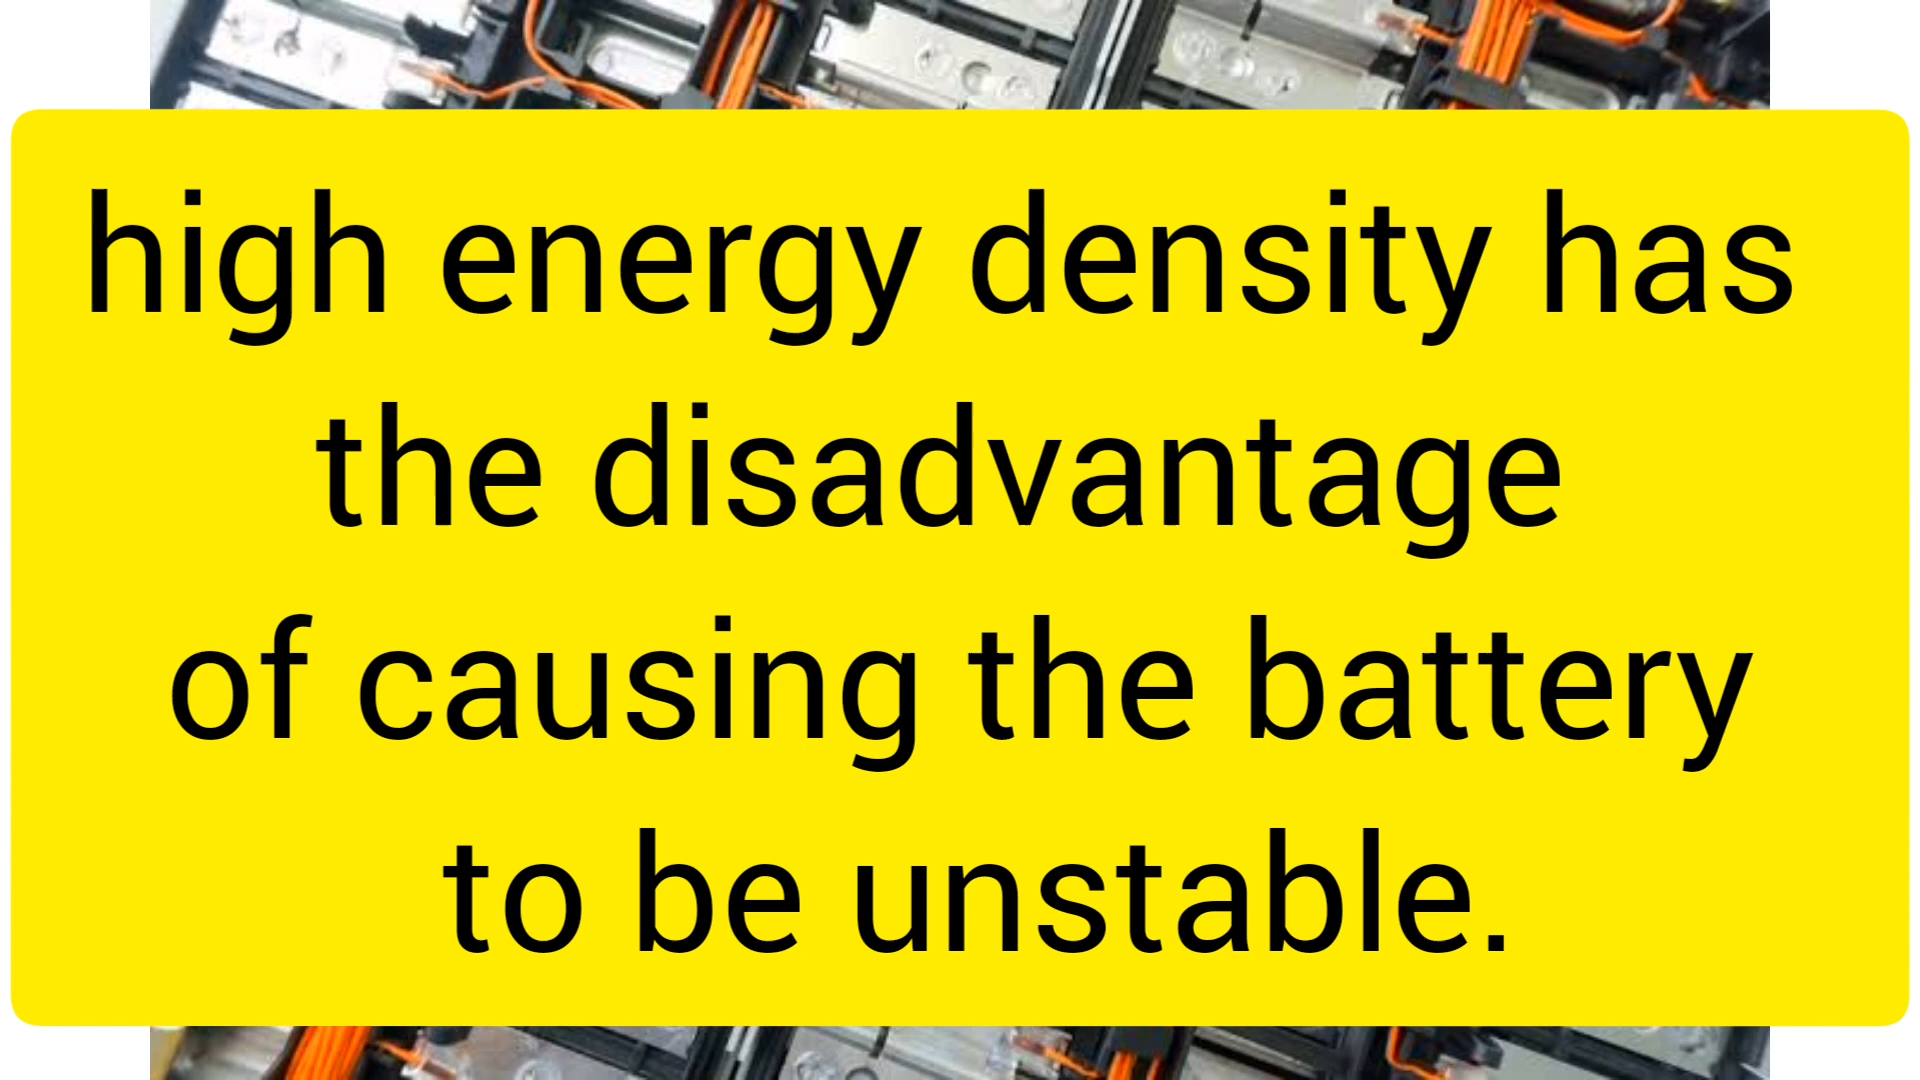 high energy density has
the disadvantage
of causing the battery
to be unstable.